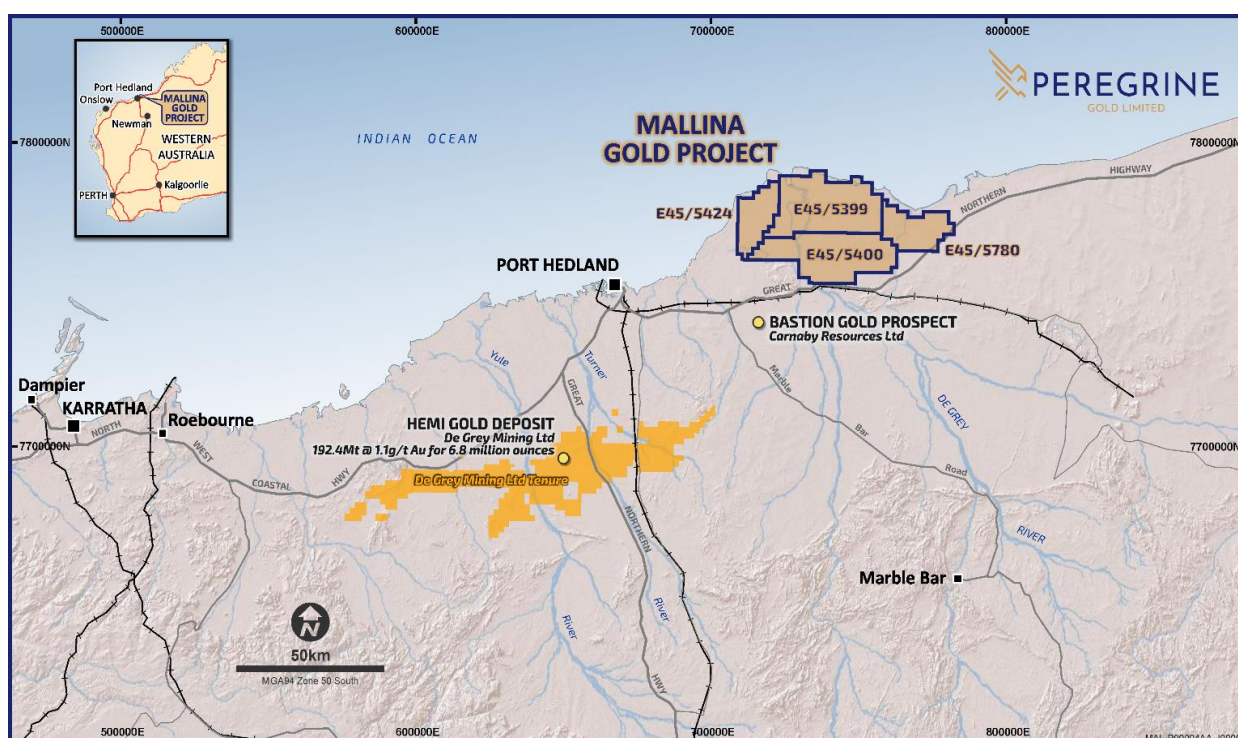 500000E
600000E
700000E
800000E
Port Hedland
Onslow
MALLINA
GOLD
PROJECT
Newman
WESTERN
AUSTRALIA
PERTH
Kalgoorlie
PEREGRINE
GOLD LIMITED
7800000N
7800000N
INDIAN OCEAN
MALLINA
GOLD PROJECT
HIGHWAY
NORTHERN
E45/5424
E45/5399
E45/5400
E45/5780
PORT HEDLAND
GREAT
BASTION GOLD PROSPECT
Carnaby Resources Ltd
Yule
Turner
Marble
Dampier
KARRATHA
Roebourne
NORTH
WEST
COASTAL
HWY
GREAT
DE GREY
Bar
HEMI GOLD DEPOSIT
De Grey Mining Ltd
192.4Mt @ 1.1g/t Au for 6.8 million ounces
7700000N
7700000N
De Grey Mining Ltd Tenure
Road
NORTHERN
RIVER
Marble Bar
N
50km
MGA94 Zone 50 South
River
River
HWY
500000E
600000E
700000E
800000E